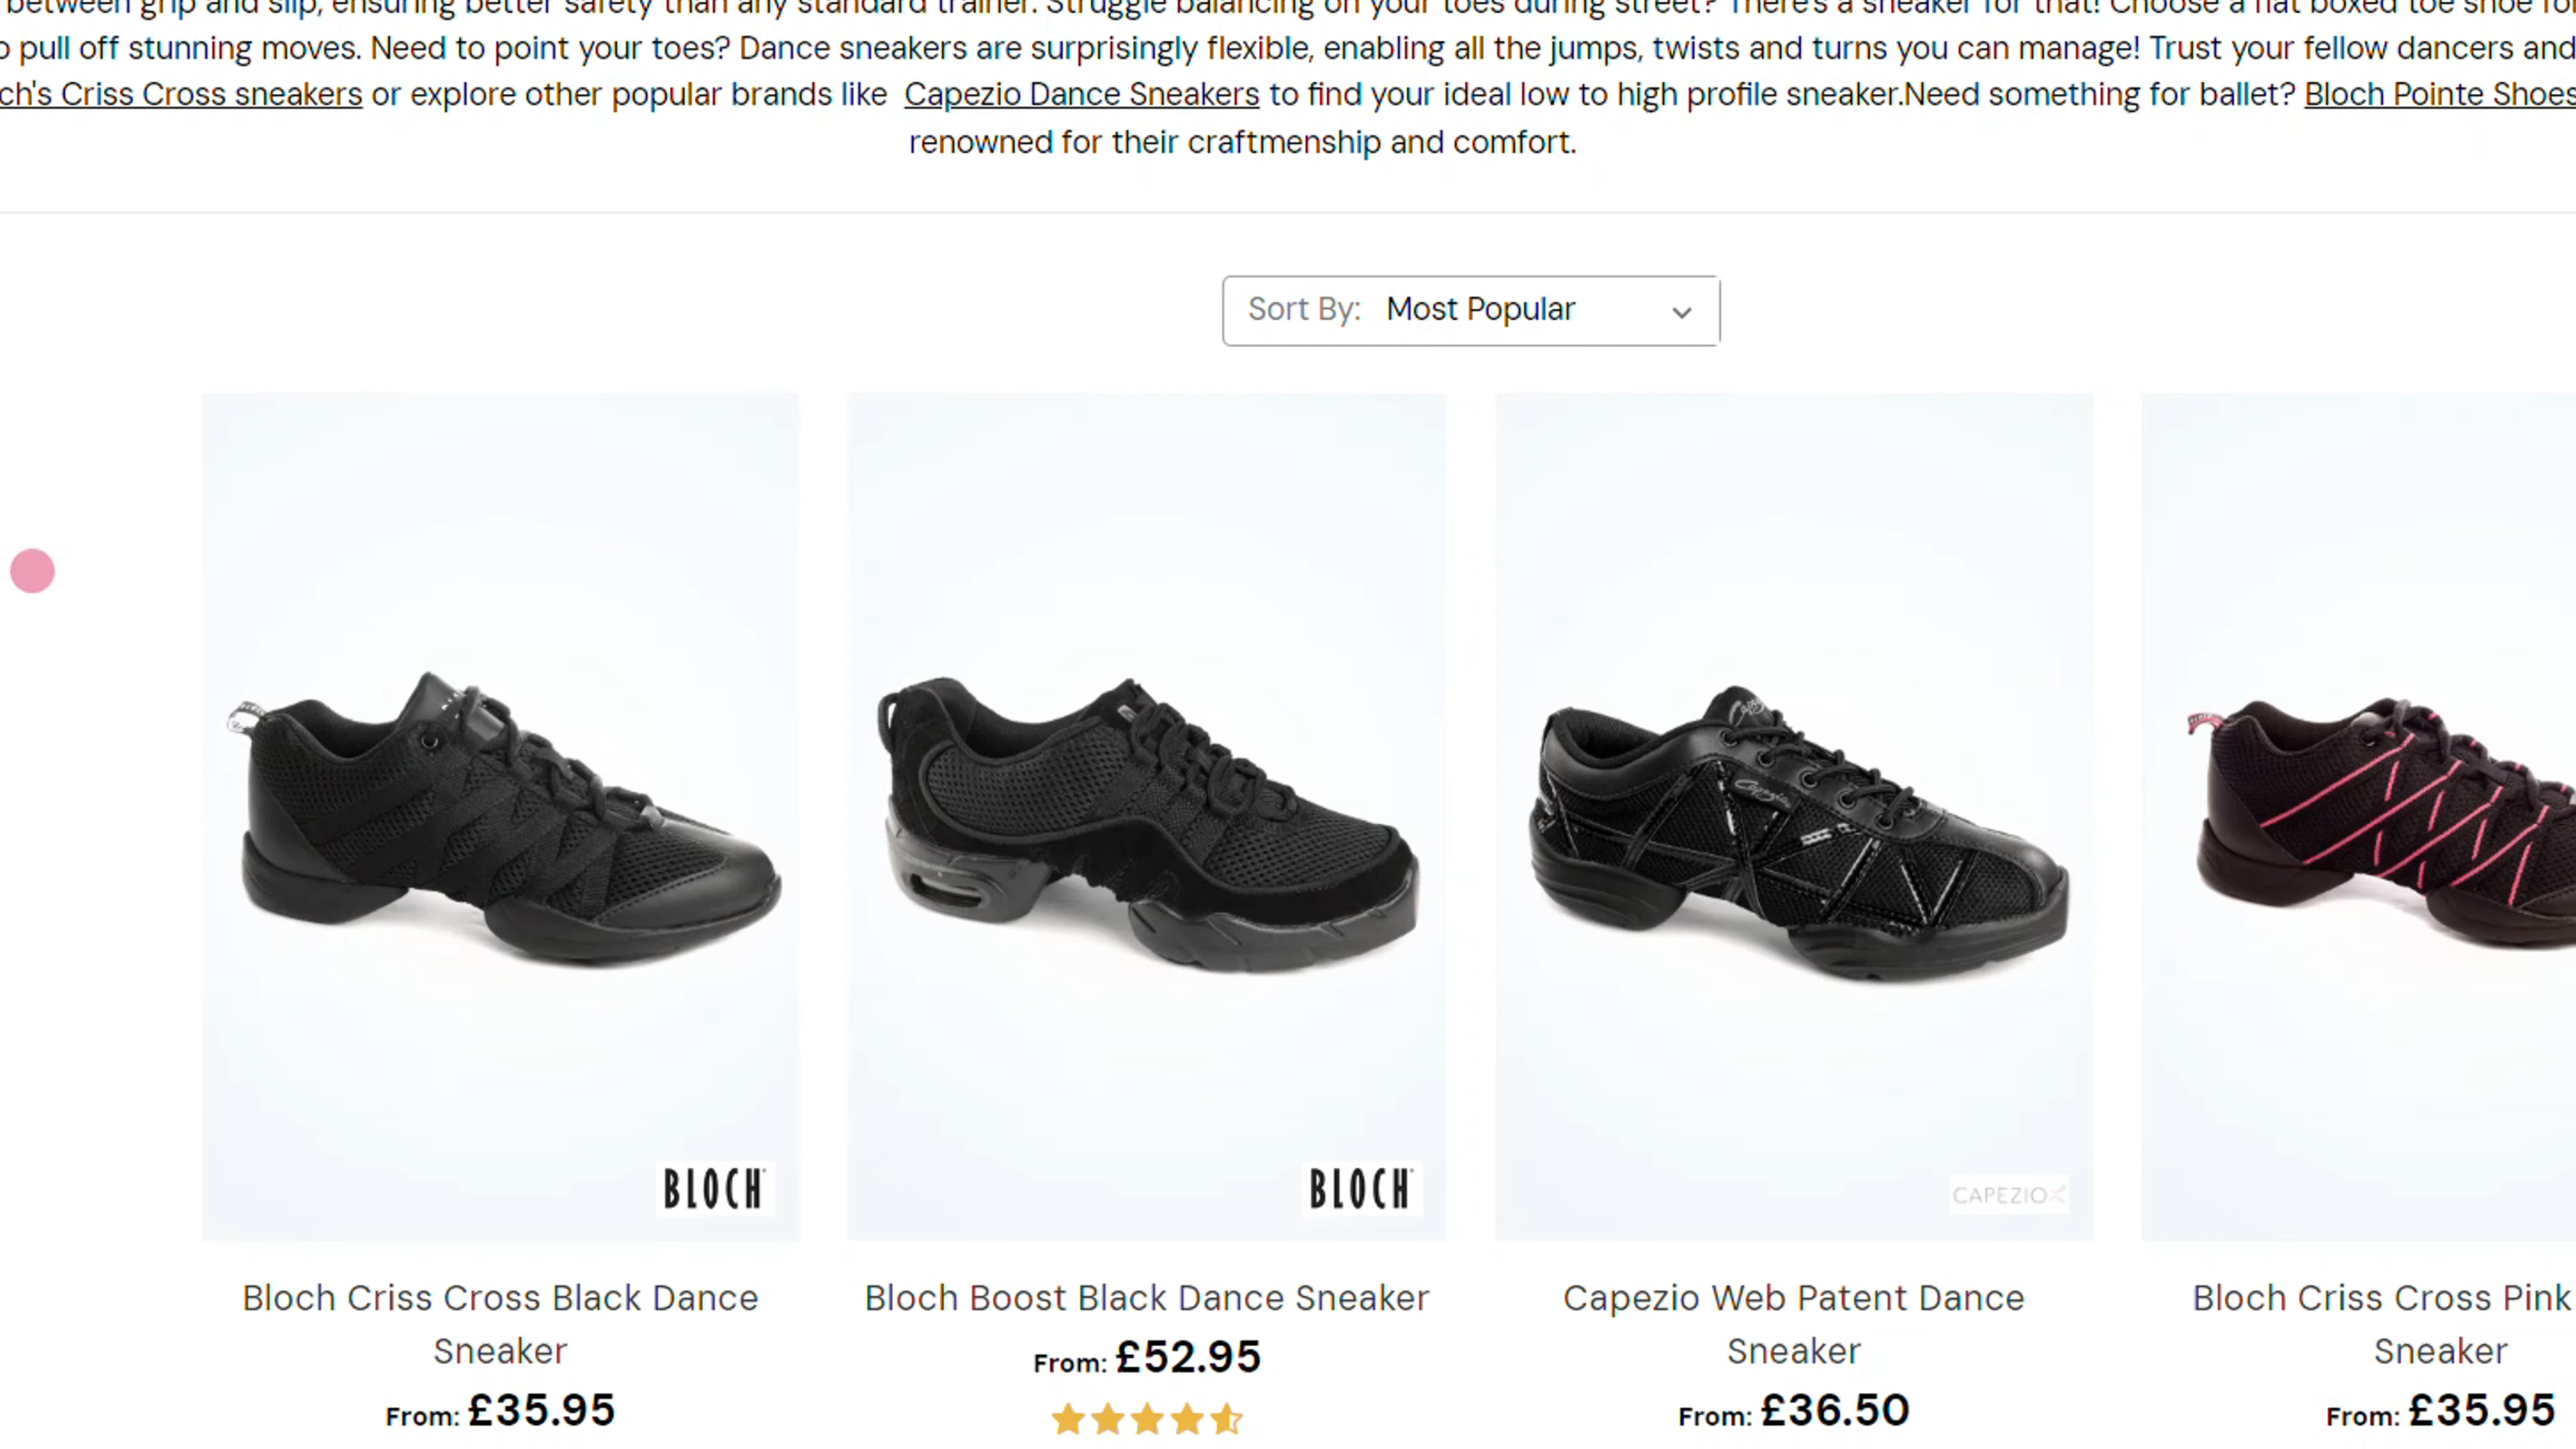 between grip and slip, ensuring better safety than any standard trainer. Struggle balancing on your toes during street? There's a sneaker for that! Choose a flat boxed toe shoe
pull off stunning moves. Need to point your toes? Dance sneakers are surprisingly flexible, enabling all the jumps, twists and turns you can manage! Trust your fellow dancers and
ch's Criss Cross sneakers or explore other popular brands like Capezio Dance Sneakers to find your ideal low to high profile sneaker.Need something for ballet? Bloch Pointe Shoes
renowned for their craftmenship and comfort.
Sort By: Most Popular
Capezio
BLOCH
BLOCH
CAPEZIO
Bloch Criss Cross Black Dance
Sneaker
From: £35.95
Bloch Boost Black Dance Sneaker
From: £52.95
Capezio Web Patent Dance
Sneaker
From: £36.50
Bloch Criss Cross Pink
Sneaker
From: £35.95